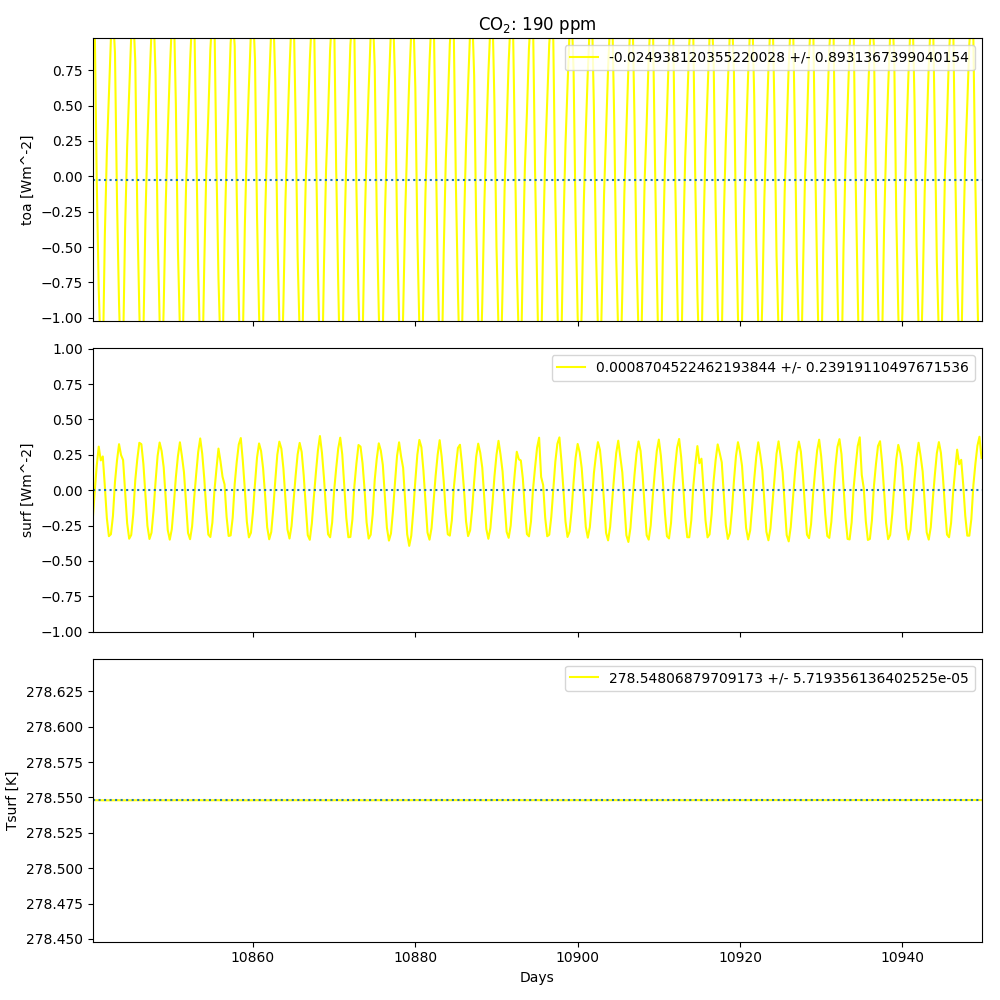 CO₂: 190 ppm
-0.024938120355220028 +/- 0.8931367399040154
0.75
0.50
0.25
0.00
−0.25
−0.50
−0.75
−1.00
toa [Wm^-2]
0.0008704522462193844 +/- 0.23919110497671536
1.00
0.75
0.50
0.25
0.00
−0.25
−0.50
−0.75
−1.00
surf [Wm^-2]
278.54806879709173 +/- 5.719356136402525e-05
278.625
278.600
278.575
278.550
278.525
278.500
278.475
278.450
Tsurf [K]
10860 10880 10900 10920 10940
Days